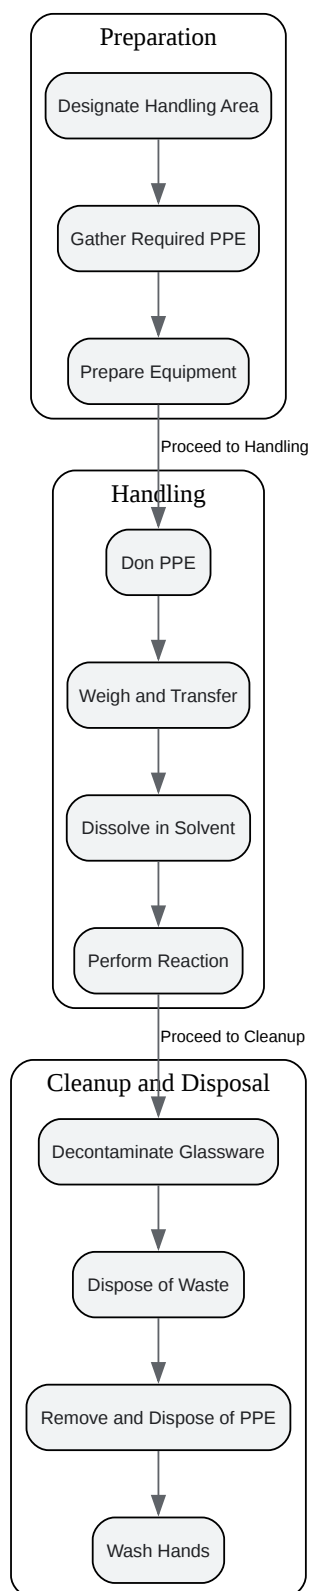 Preparation
Designate Handling Area
Gather Required PPE
Prepare Equipment
Proceed to Handling
Handling
Don PPE
Weigh and Transfer
Dissolve in Solvent
Perform Reaction
Proceed to Cleanup
Cleanup and Disposal
Decontaminate Glassware
Dispose of Waste
Remove and Dispose of PPE
Wash Hands